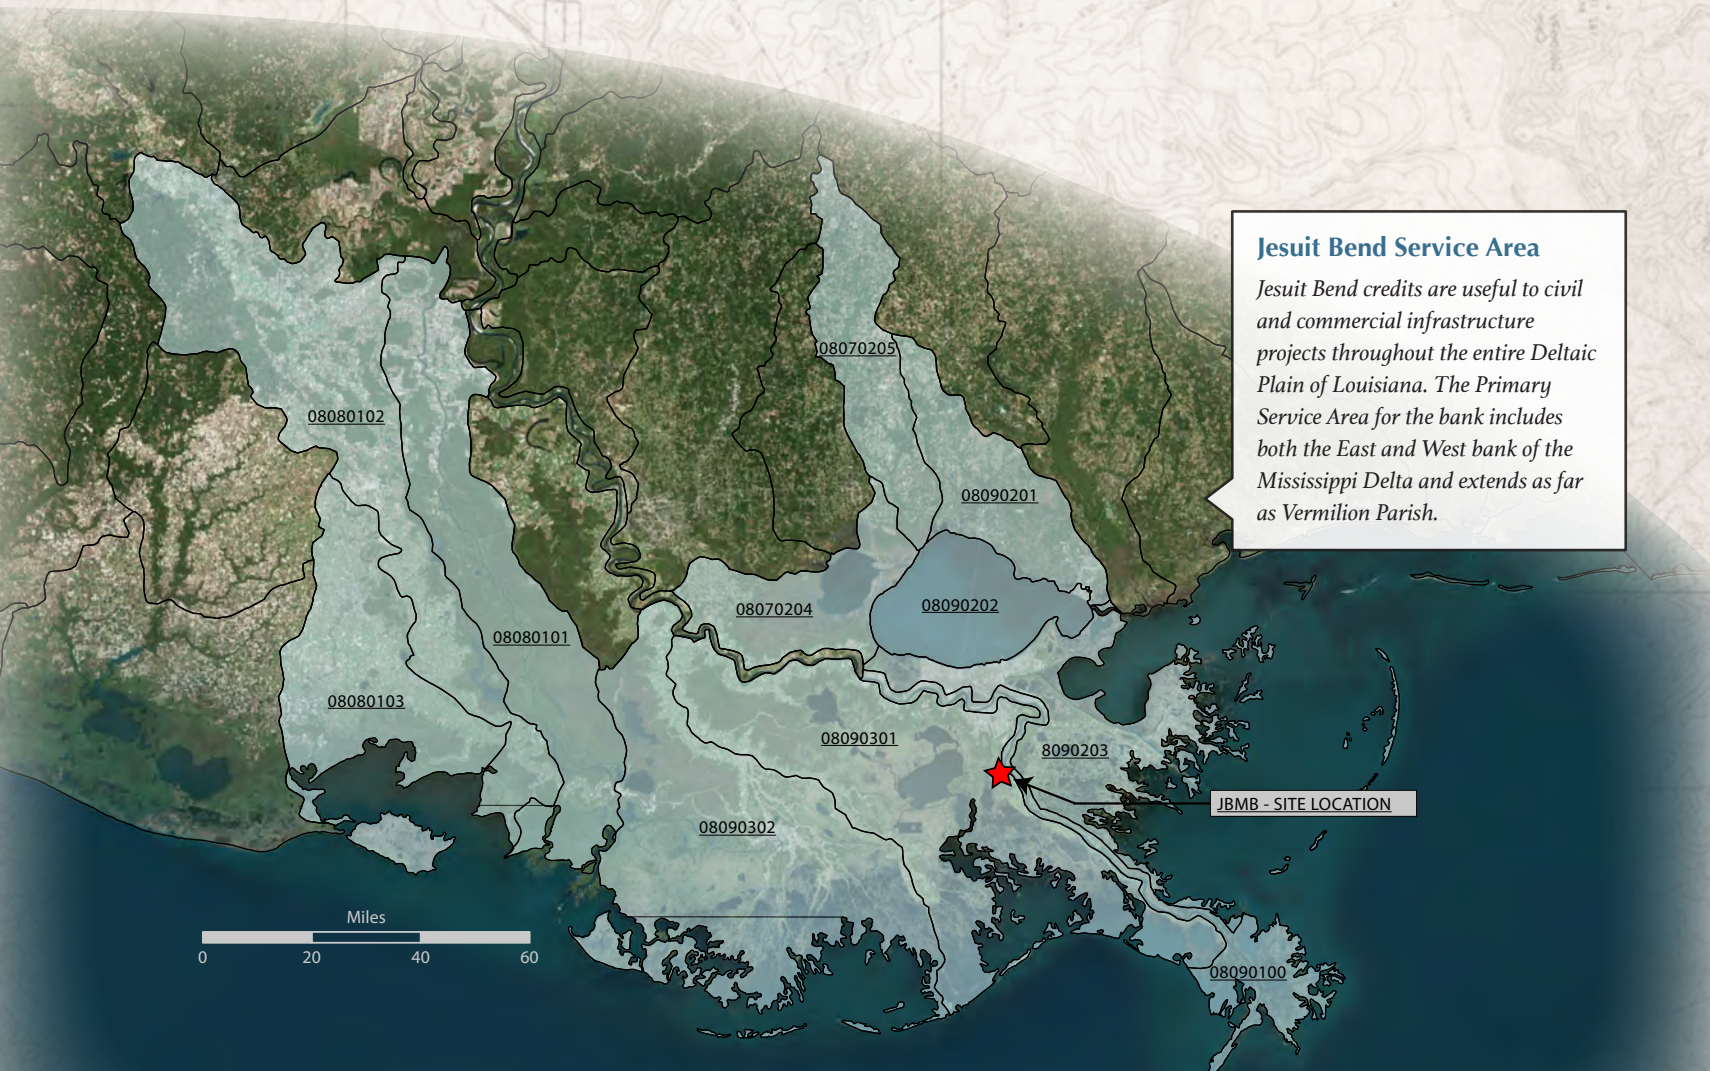 Jesuit Bend Service Area
Jesuit Bend credits are useful to civil
and commercial infrastructure
projects throughout the entire Deltaic
Plain of Louisiana. The Primary
Service Area for the bank includes
both the East and West bank of the
Mississippi Delta and extends as far
as Vermilion Parish.
08070205
08080102
08090201
08090202
08070204
08080101
08080103
08090301
8090203
JBMB - SITE LOCATION
08090302
08090100
Miles
0 20 40 60